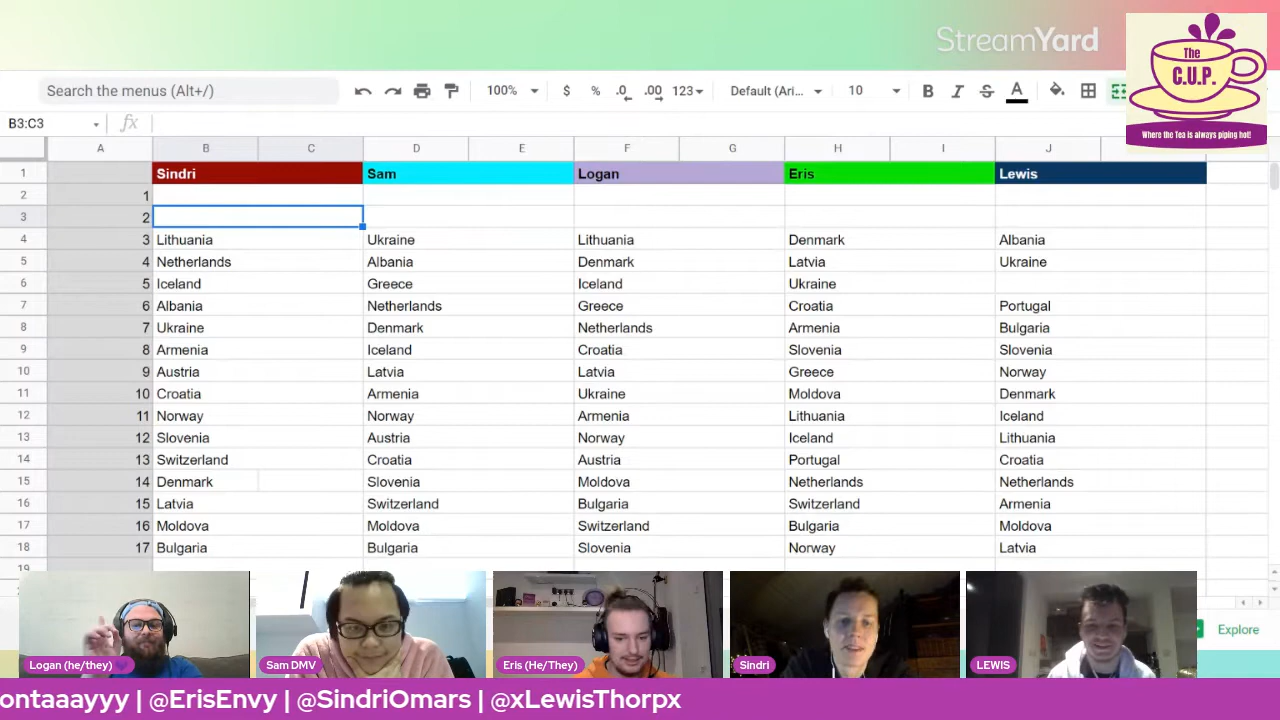 StreamYard
The
C.U.P.
Where the Tea is always piping hot!
Search the menus (Alt+/) 100% $ % .0 .00 123 Default (Ari... 10 B I S A
B3:C3 fx
A B C D E F G H I J
1 Sindri Sam Logan Eris Lewis
2 1
3 2
4 3 Lithuania Ukraine Lithuania Denmark Albania
5 4 Netherlands Albania Denmark Latvia Ukraine
6 5 Iceland Greece Iceland Ukraine
7 6 Albania Netherlands Greece Croatia Portugal
8 7 Ukraine Denmark Netherlands Armenia Bulgaria
9 8 Armenia Iceland Croatia Slovenia Slovenia
10 9 Austria Latvia Latvia Greece Norway
11 10 Croatia Armenia Ukraine Moldova Denmark
12 11 Norway Norway Armenia Lithuania Iceland
13 12 Slovenia Austria Norway Iceland Lithuania
14 13 Switzerland Croatia Austria Portugal Croatia
15 14 Denmark Slovenia Moldova Netherlands Netherlands
16 15 Latvia Switzerland Bulgaria Switzerland Armenia
17 16 Moldova Moldova Switzerland Bulgaria Moldova
18 17 Bulgaria Bulgaria Slovenia Norway Latvia
19
Explore
Logan (he/they) Sam DMV Eris (He/They) Sindri LEWIS
ontaaayyy | @ErisEnvy | @SindriOmars | @xLewisThorpx